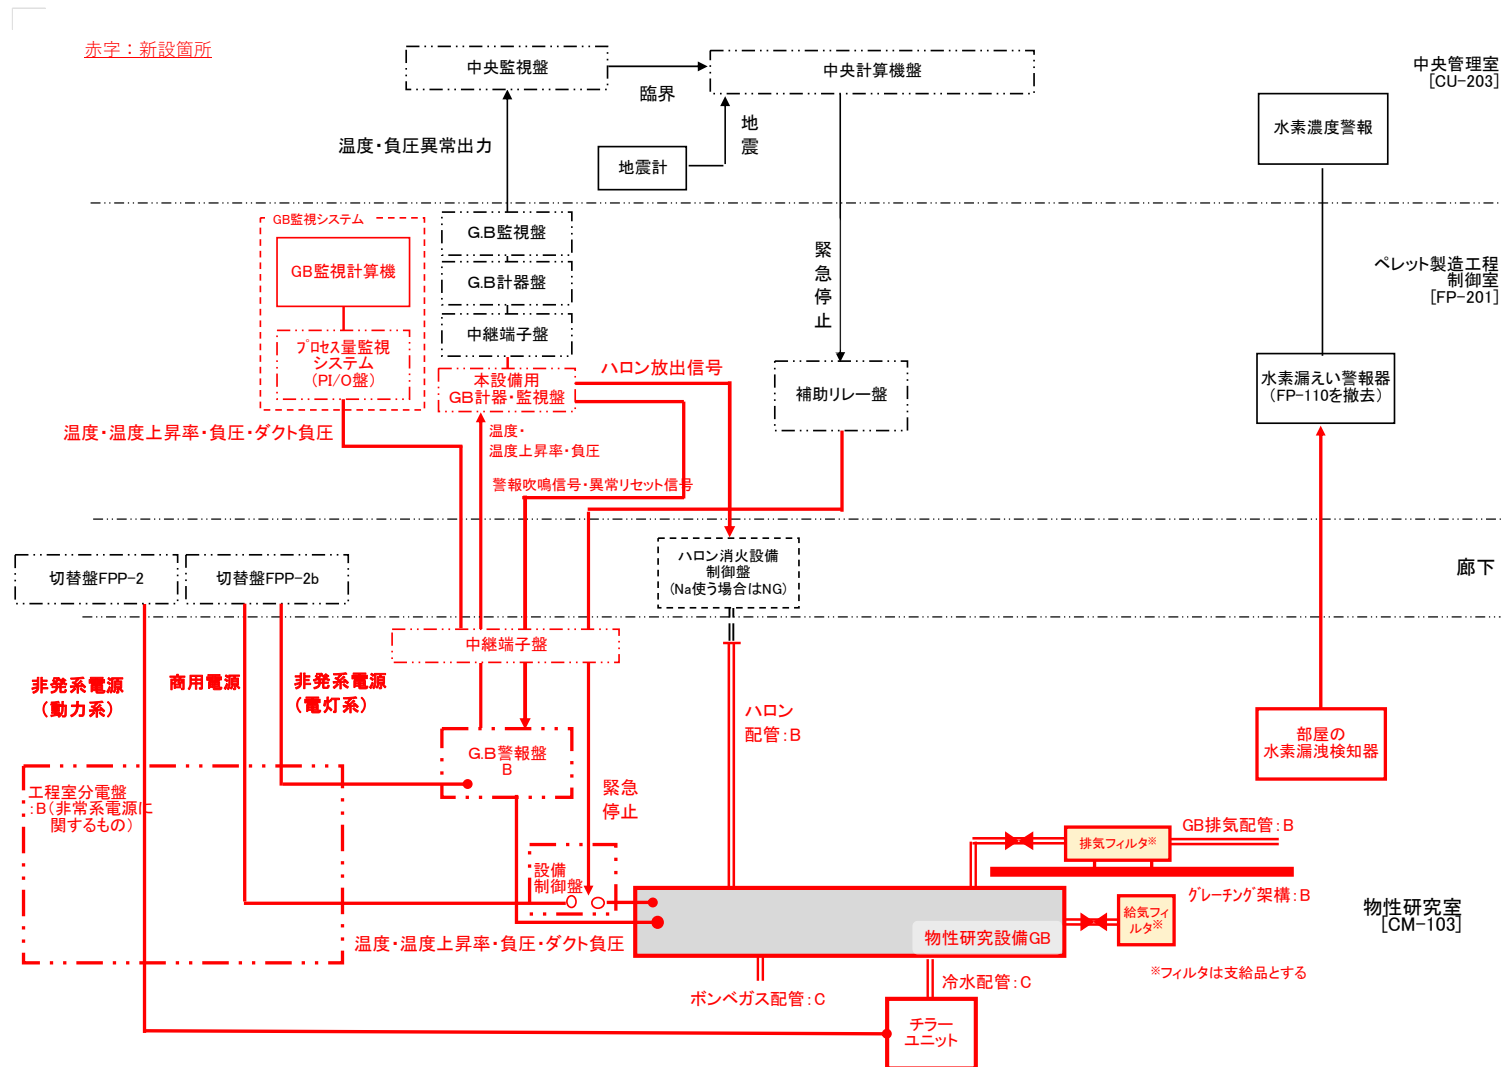 赤字：新設箇所
中央監視盤
中央計算機盤
中央管理室
[CU-203]
臨界
地
震
水素濃度警報
温度・負圧異常出力
地震計
GB監視システム
G.B監視盤
GB監視計算機
G.B計器盤
緊
急
停
止
ペレット製造工程
制御室
[FP-201]
中継端子盤
プロセス量監視
システム
(PI/O盤)
ハロン放出信号
本設備用
GB計器・監視盤
補助リレー盤
水素漏えい警報器
（FP-110を撤去）
温度・温度上昇率・負圧・ダクト負圧
温度・
温度上昇率・負圧
警報吹鳴信号・異常リセット信号
切替盤FPP-2
切替盤FPP-2b
ハロン消火設備
制御盤
(Na使う場合はNG)
廊下
中継端子盤
非発系電源
（動力系）
商用電源
非発系電源
（電灯系）
ハロン
配管：B
G.B警報盤
B
部屋の
水素漏洩検知器
工程室分電盤
：B（非常系電源に
関するもの）
緊急
停止
GB排気配管：B
排気フィルタ※
設備
制御盤
グレーチング架構：B
給気フィ
ルタ※
物性研究室
[CM-103]
物性研究設備GB
温度・温度上昇率・負圧・ダクト負圧
※フィルタは支給品とする
冷水配管：C
ボンベガス配管：C
チラー
ユニット